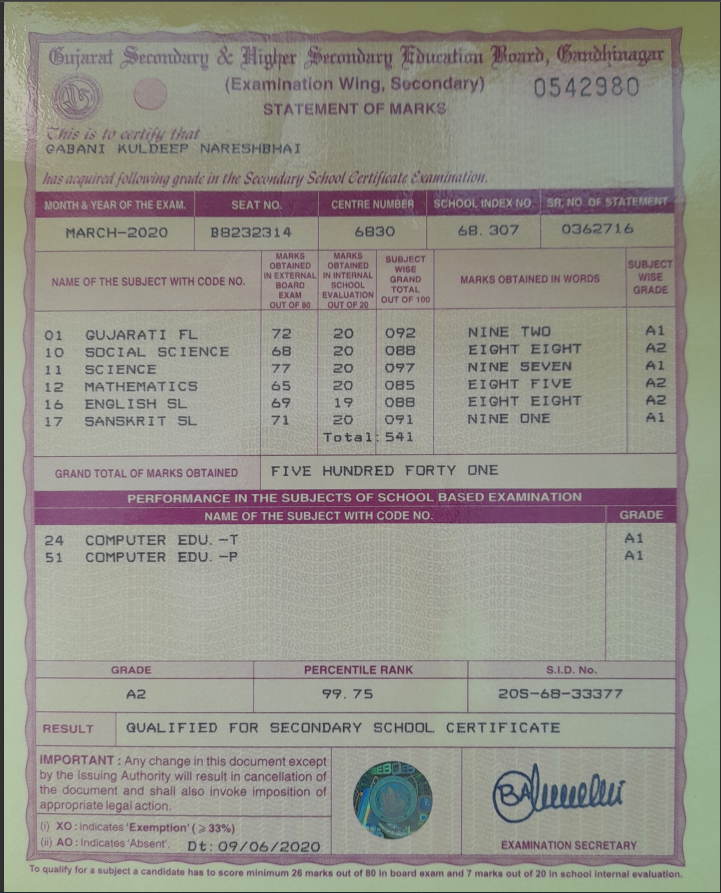 Gujarat Secondary & Higher Secondary Education Board, Gandhinagar
(Examination Wing, Secondary)
0542980
STATEMENT OF MARKS
This is to certify that
GABANI KULDEEP NARESHBHAI
has acquired following grade in the Secondary School Certificate Examination.
MONTH & YEAR OF THE EXAM. SEAT NO. CENTRE NUMBER SCHOOL INDEX NO. SR. NO. OF STATEMENT
MARCH-2020 B8232314 6830 68. 307 0362716
NAME OF THE SUBJECT WITH CODE NO. MARKS OBTAINED IN EXTERNAL BOARD EXAM OUT OF 80 MARKS OBTAINED IN INTERNAL SCHOOL EVALUATION OUT OF 20 SUBJECT WISE GRAND TOTAL OUT OF 100 MARKS OBTAINED IN WORDS SUBJECT WISE GRADE
01 GUJARATI FL 72 20 092 NINE TWO A1
10 SOCIAL SCIENCE 68 20 088 EIGHT EIGHT A2
11 SCIENCE 77 20 097 NINE SEVEN A1
12 MATHEMATICS 65 20 085 EIGHT FIVE A2
16 ENGLISH SL 69 19 088 EIGHT EIGHT A2
17 SANSKRIT SL 71 20 091 NINE ONE A1
Total: 541
GRAND TOTAL OF MARKS OBTAINED FIVE HUNDRED FORTY ONE
PERFORMANCE IN THE SUBJECTS OF SCHOOL BASED EXAMINATION
NAME OF THE SUBJECT WITH CODE NO. GRADE
24 COMPUTER EDU. -T A1
51 COMPUTER EDU. -P A1
GRADE PERCENTILE RANK S.I.D. No.
A2 99.75 20S-68-33377
RESULT QUALIFIED FOR SECONDARY SCHOOL CERTIFICATE
IMPORTANT : Any change in this document except
by the Issuing Authority will result in cancellation of
the document and shall also invoke imposition of
appropriate legal action.
(i) XO : indicates 'Exemption' (⩾33%)
(ii) AO : Indicates 'Absent'. Dt: 09/06/2020
EXAMINATION SECRETARY
To qualify for a subject a candidate has to score minimum 26 marks out of 80 in board exam and 7 marks out of 20 in school internal evaluation.